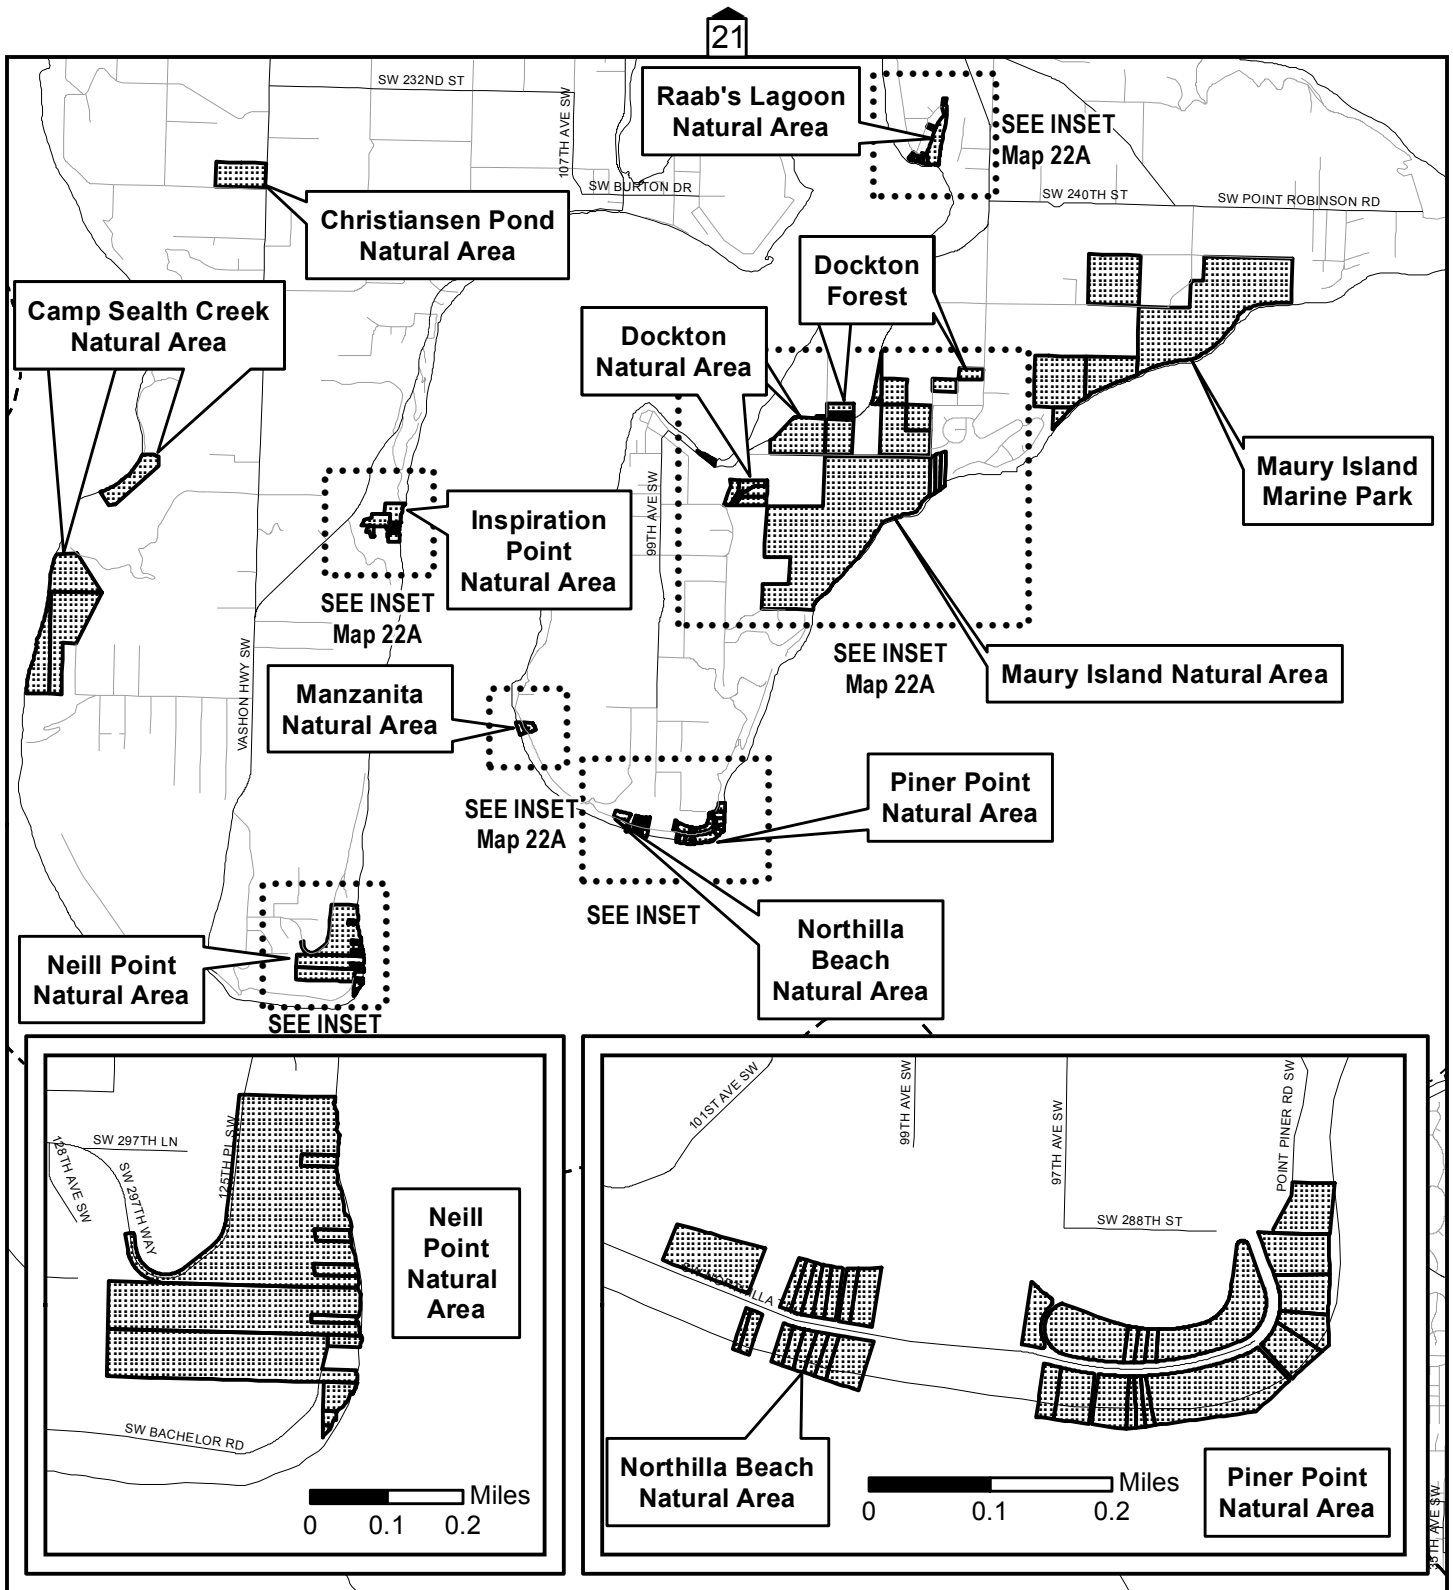 21
SW 232ND ST
107TH AVE SW
Raab's Lagoon
Natural Area
SEE INSET
Map 22A
SW BURTON DR
SW 240TH ST
SW POINT ROBINSON RD
Christiansen Pond
Natural Area
Dockton
Forest
Camp Sealth Creek
Natural Area
Dockton
Natural Area
Maury Island
Marine Park
99TH AVE SW
Inspiration
Point
Natural Area
SEE INSET
Map 22A
VASHON HWY SW
SEE INSET
Map 22A
Maury Island Natural Area
Manzanita
Natural Area
SEE INSET
Map 22A
Piner Point
Natural Area
SEE INSET
Northilla
Beach
Natural Area
Neill Point
Natural Area
SEE INSET
SW 297TH LN
128TH AVE SW
SW 297TH WAY
125TH PL SW
Neill
Point
Natural
Area
SW BACHELOR RD
Miles
0 0.1 0.2
101ST AVE SW
99TH AVE SW
97TH AVE SW
POINT PINER RD SW
SW 288TH ST
SW NORTHILLA
Northilla Beach
Natural Area
Miles
0 0.1 0.2
Piner Point
Natural Area
35TH AVE SW